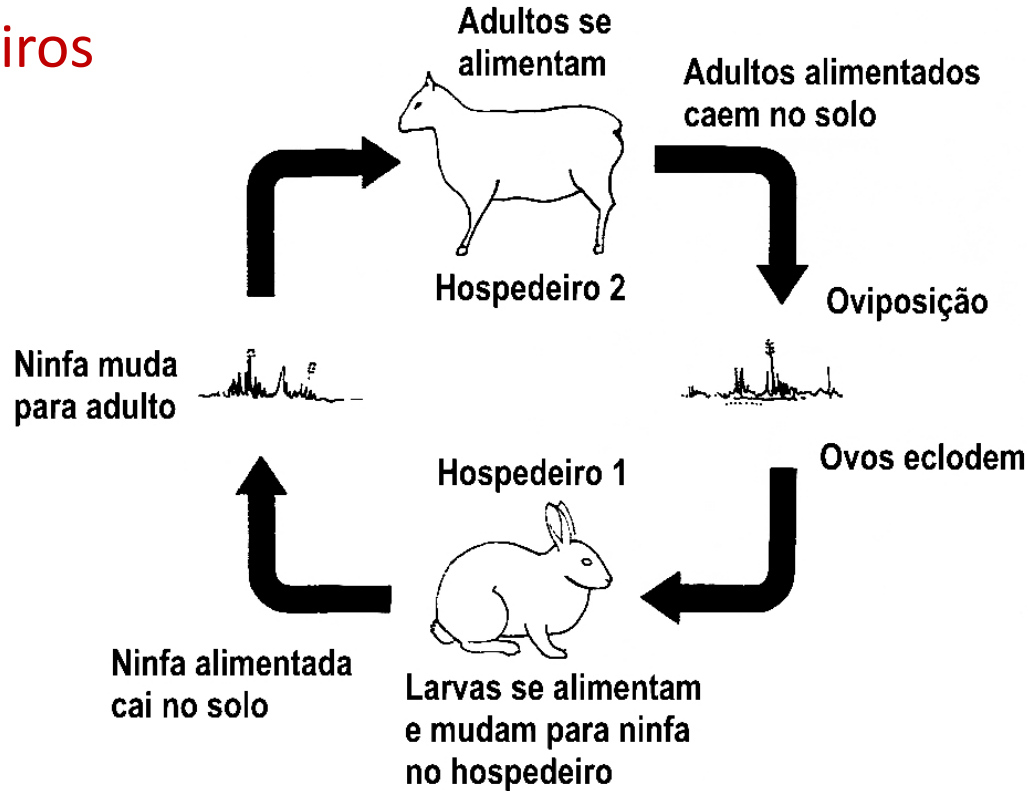 iros
Adultos se
alimentam
Adultos alimentados
caem no solo
Hospedeiro 2
Oviposição
Ninfa muda
para adulto
Ovos eclodem
Hospedeiro 1
Ninfa alimentada
cai no solo
Larvas se alimentam
e mudam para ninfa
no hospedeiro